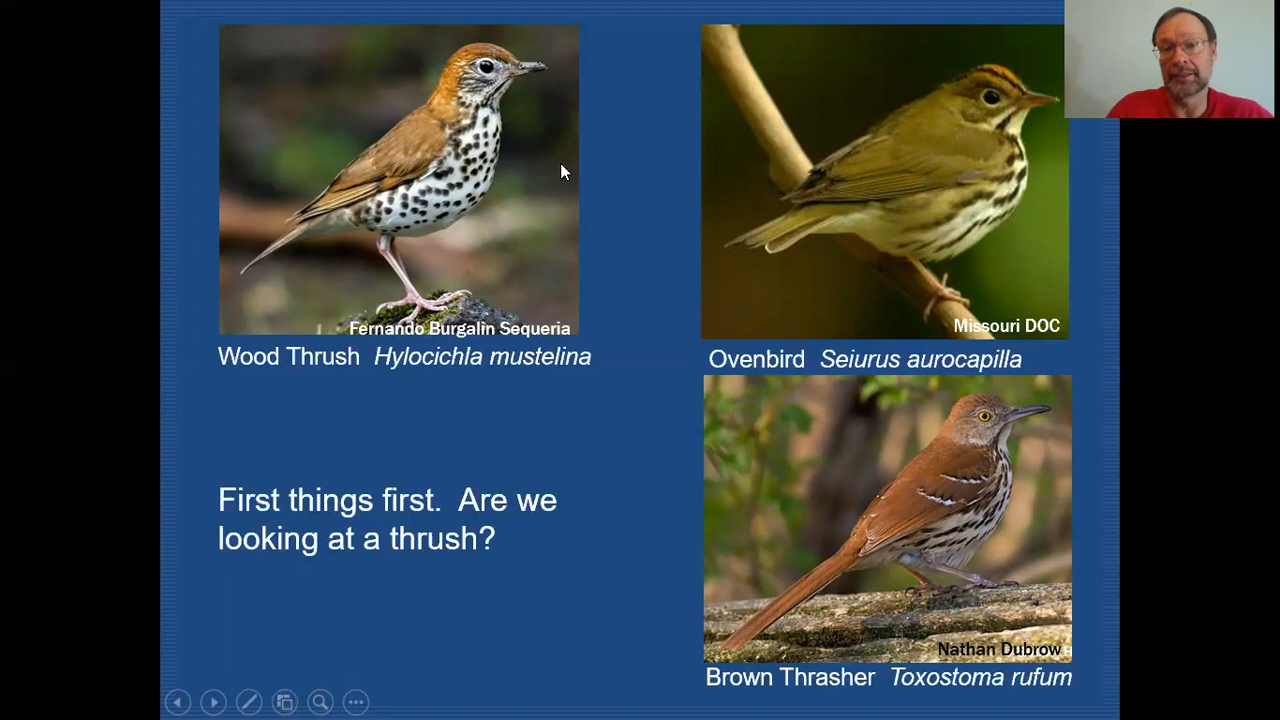 Fernando Burgalin Sequeria
Wood Thrush Hylocichla mustelina
Missouri DOC
Ovenbird Seiurus aurocapilla
First things first. Are we
looking at a thrush?
Nathan Dubrow
Brown Thrasher Toxostoma rufum